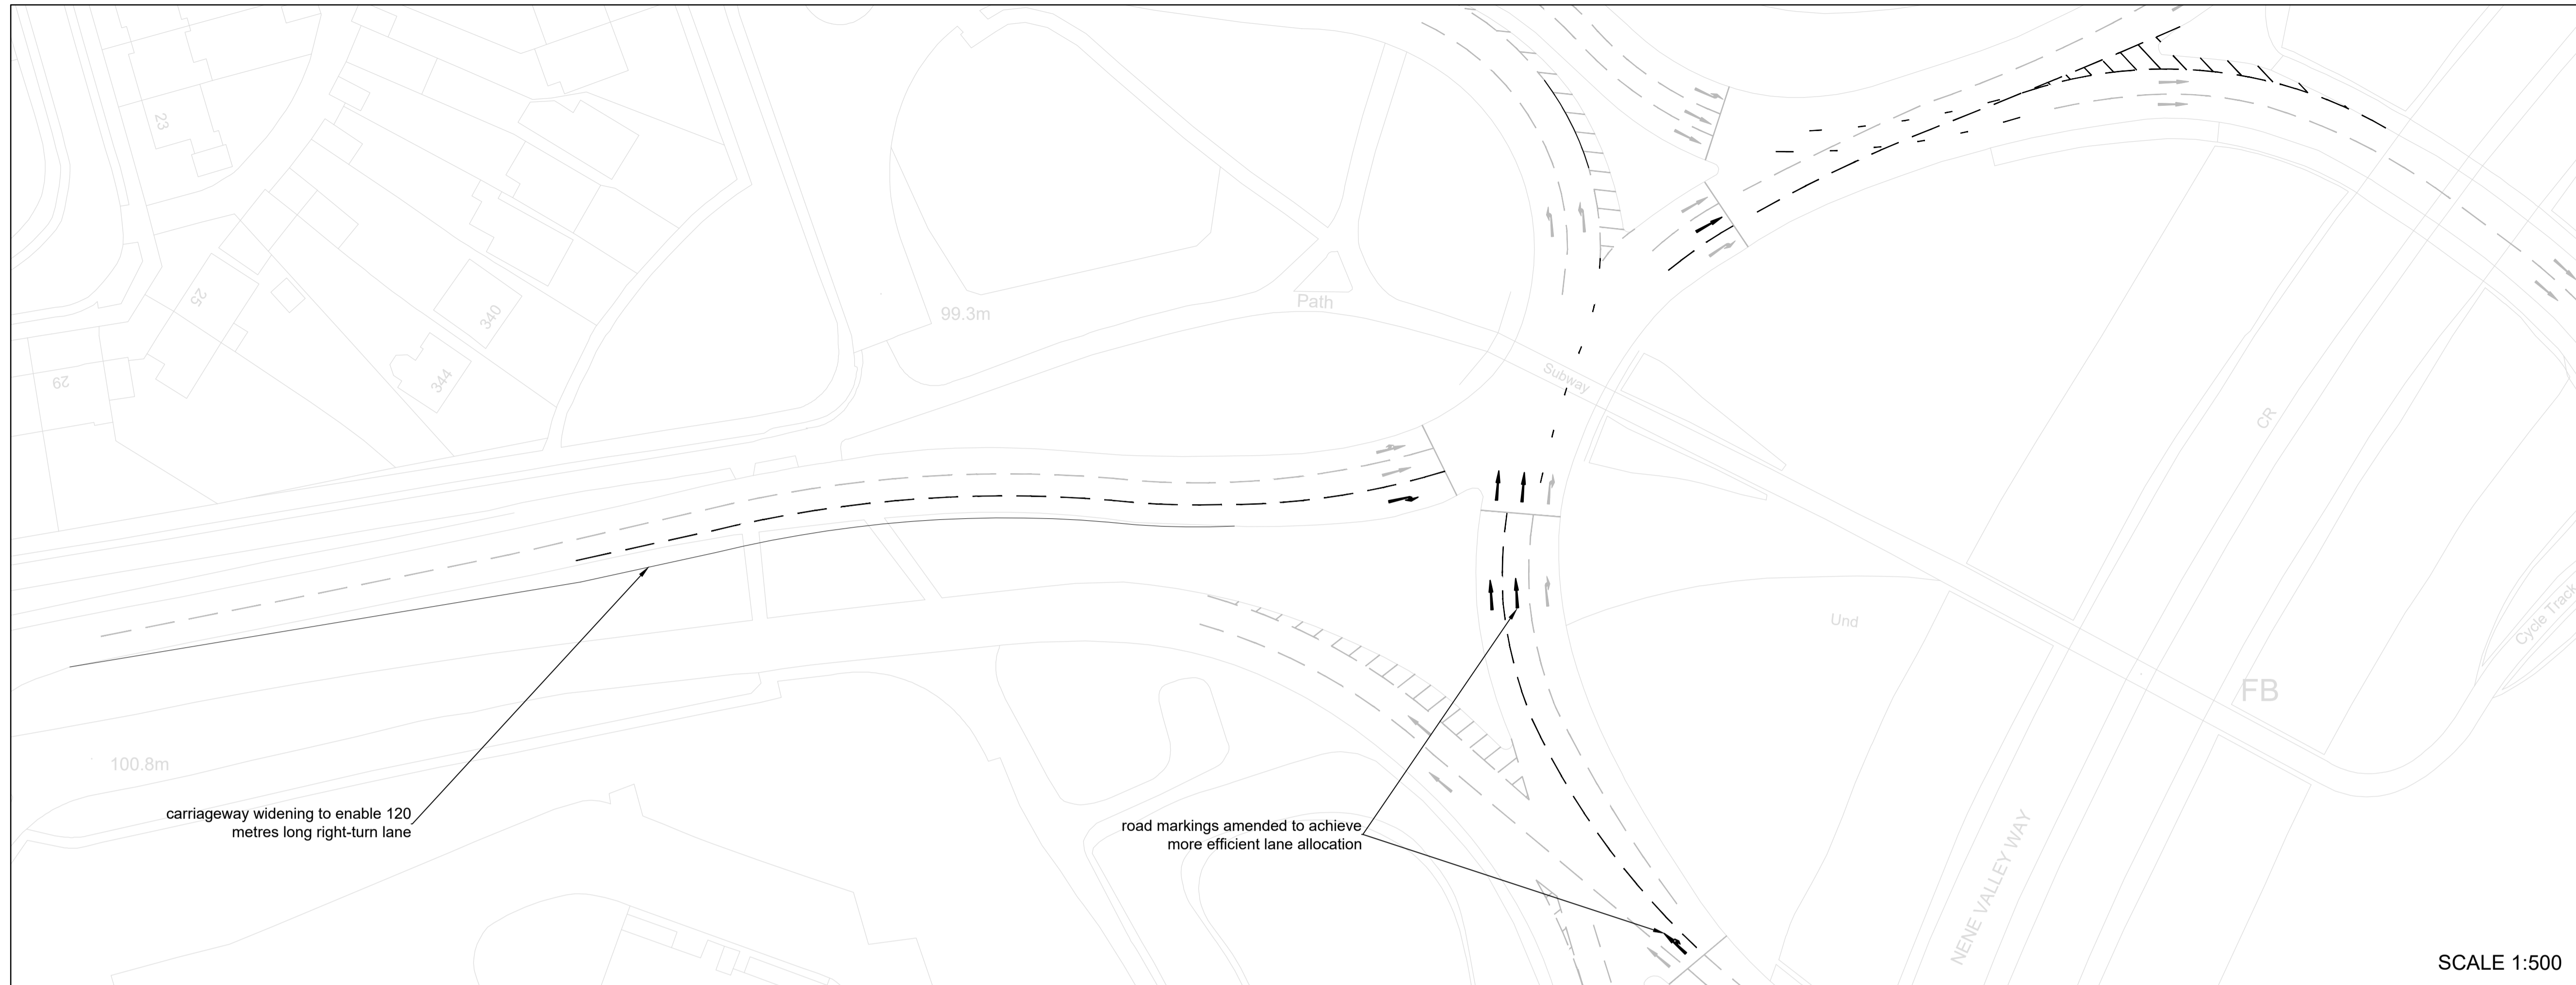 23
25
340
344
29
99.3m
Path
Subway
CR
Cycle Track
Und
FB
100.8m
carriageway widening to enable 120
metres long right-turn lane
road markings amended to achieve
more efficient lane allocation
NENE VALLEY WAY
SCALE 1:500